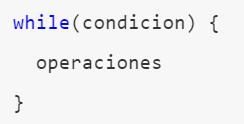 while(condicion) {
  operaciones
}